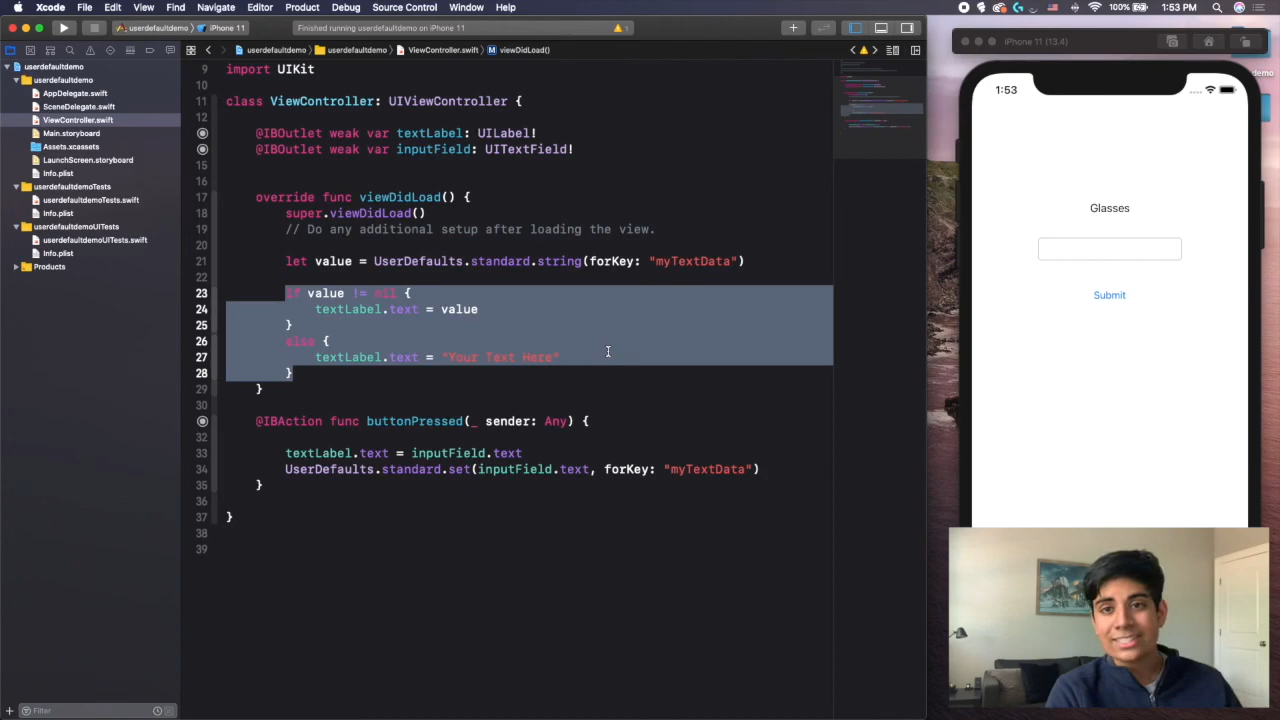 Xcode File Edit View Find Navigate Editor Product Debug Source Control Window Help
100% 1:53 PM
userdefaultdemo iPhone 11
Finished running userdefaultdemo on iPhone 11
1
userdefaultdemo userdefaultdemo ViewController.swift M viewDidLoad()
userdefaultdemo
userdefaultdemo
AppDelegate.swift
SceneDelegate.swift
ViewController.swift
Main.storyboard
Assets.xcassets
LaunchScreen.storyboard
Info.plist
userdefaultdemoTests
userdefaultdemoTests.swift
Info.plist
userdefaultdemoUITests
userdefaultdemoUITests.swift
Info.plist
Products
Filter
9 import UIKit
10
11 class ViewController: UIViewController {
12
@IBOutlet weak var textLabel: UILabel!
@IBOutlet weak var inputField: UITextField!
15
16
17 override func viewDidLoad() {
18 super.viewDidLoad()
19 // Do any additional setup after loading the view.
20
21 let value = UserDefaults.standard.string(forKey: "myTextData")
22
23 if value != nil {
24 textLabel.text = value
25 }
26 else {
27 textLabel.text = "Your Text Here"
28 }
29 }
30
@IBAction func buttonPressed(_ sender: Any) {
32
33 textLabel.text = inputField.text
34 UserDefaults.standard.set(inputField.text, forKey: "myTextData")
35 }
36
37 }
38
39
iPhone 11 (13.4)
demo
1:53
Glasses
Submit